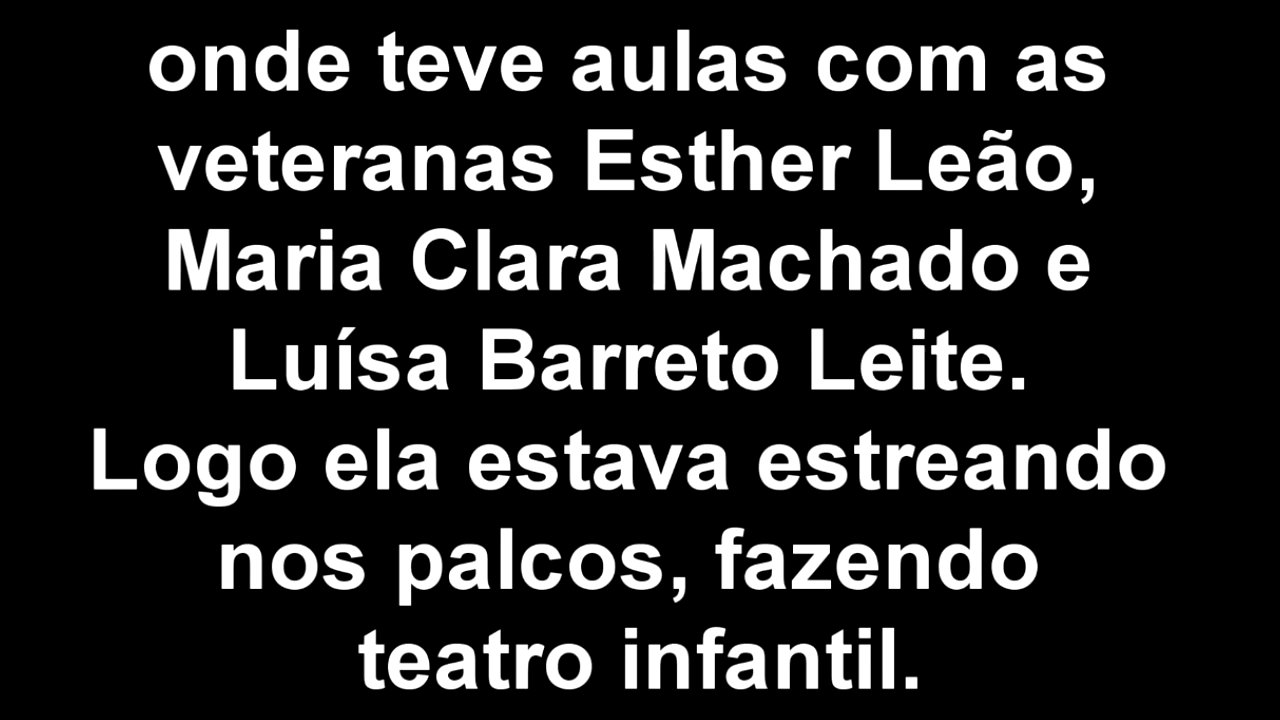 onde teve aulas com as
veteranas Esther Leão,
Maria Clara Machado e
Luísa Barreto Leite.
Logo ela estava estreando
nos palcos, fazendo
teatro infantil.